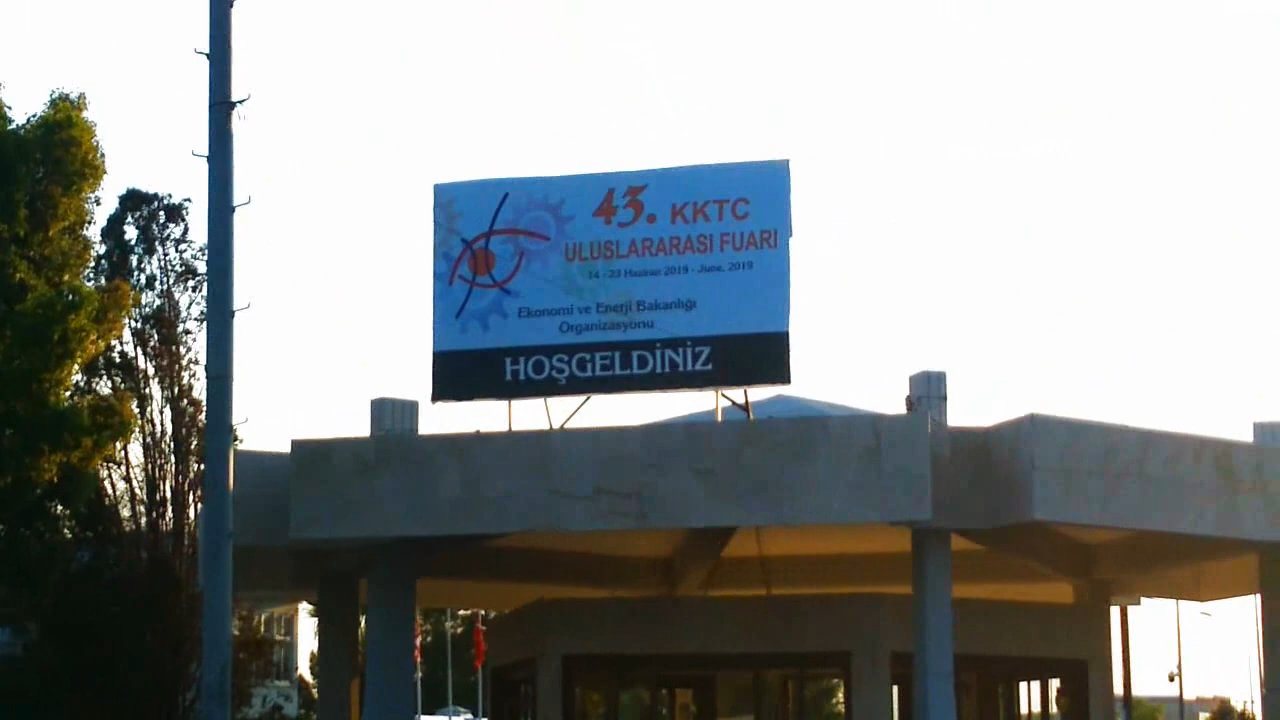 43. KKTC
ULUSLARARASI FUARI
14 - 23 Haziran 2019 - June, 2019
Ekonomi ve Enerji Bakanlığı
Organizasyonu
HOŞGELDİNİZ